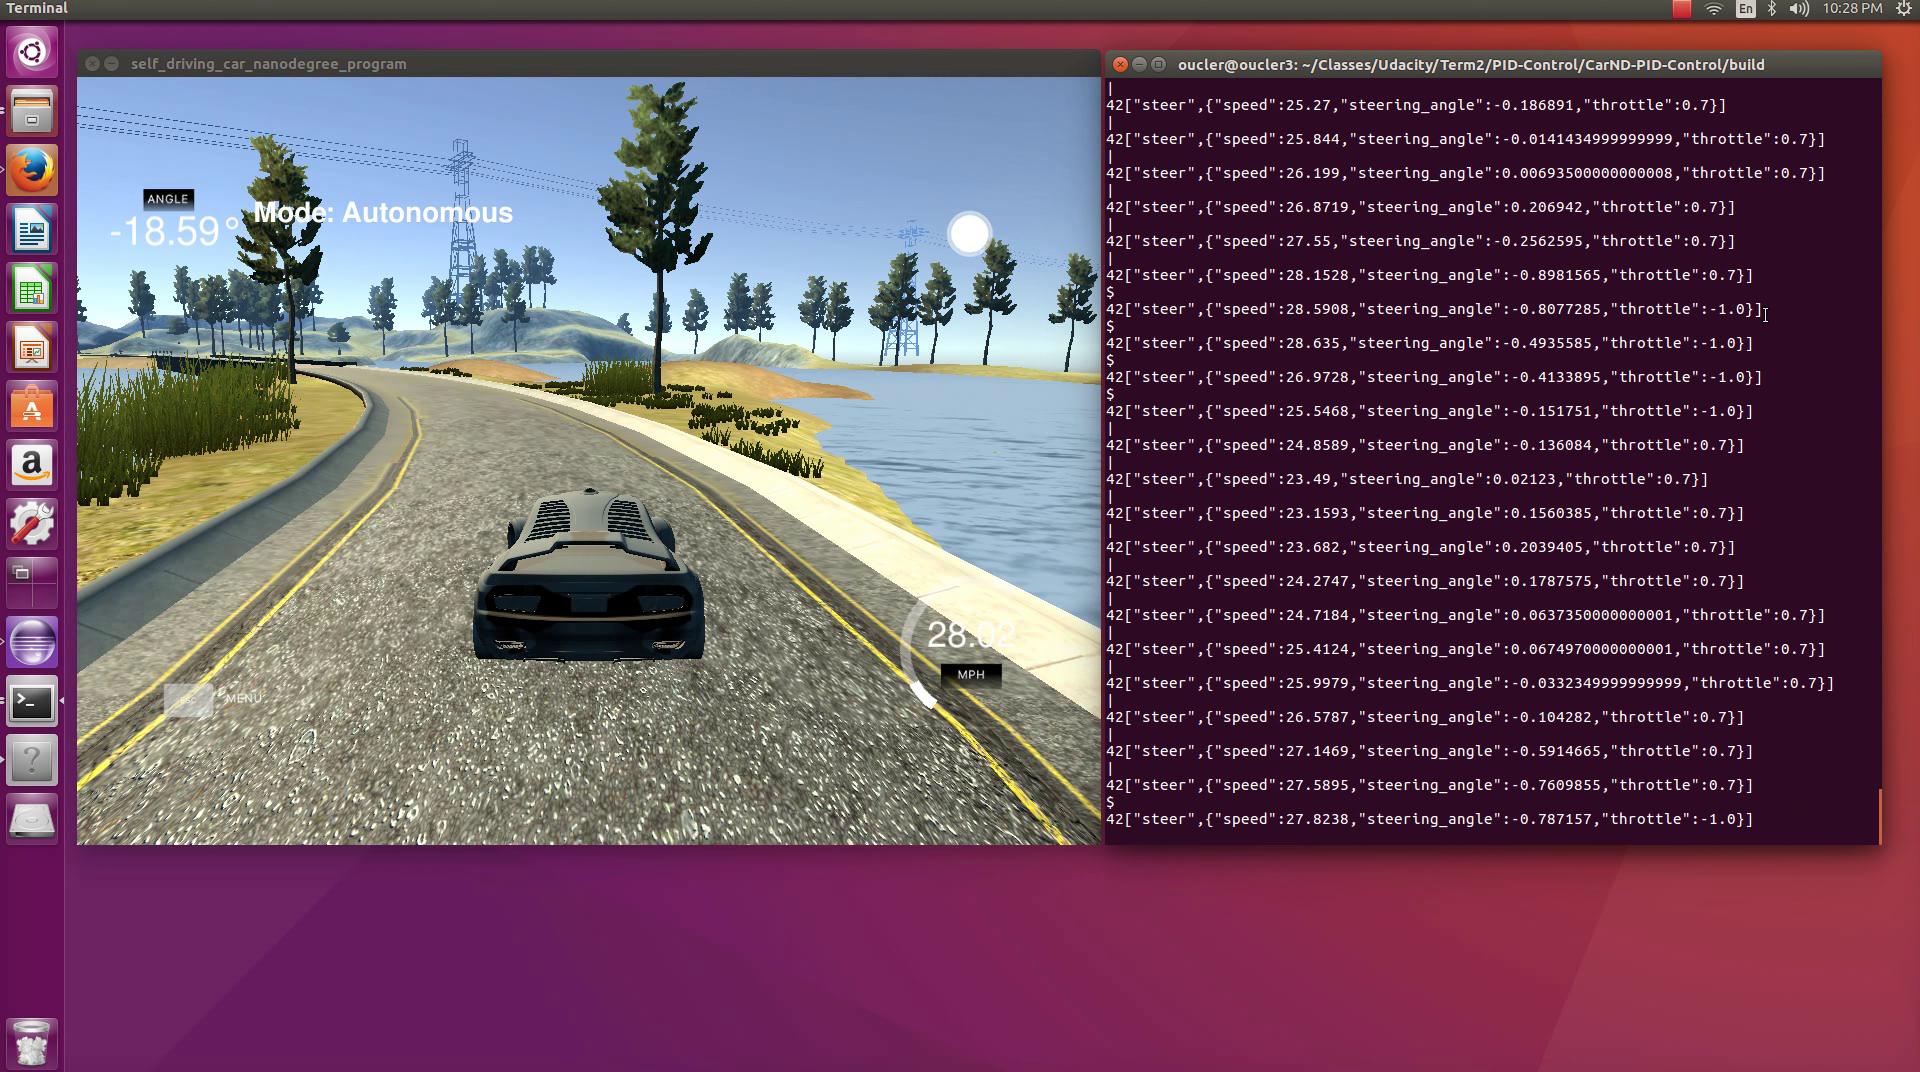 Terminal
En
10:28 PM
self_driving_car_nanodegree_program
ANGLE
-18.59°
Mode: Autonomous
28.02
MPH
ESC
MENU
oucler@oucler3: ~/Classes/Udacity/Term2/PID-Control/CarND-PID-Control/build
|
42["steer",{"speed":25.27,"steering_angle":-0.186891,"throttle":0.7}]
|
42["steer",{"speed":25.844,"steering_angle":-0.0141434999999999,"throttle":0.7}]
|
42["steer",{"speed":26.199,"steering_angle":0.00693500000000008,"throttle":0.7}]
|
42["steer",{"speed":26.8719,"steering_angle":0.206942,"throttle":0.7}]
|
42["steer",{"speed":27.55,"steering_angle":-0.2562595,"throttle":0.7}]
|
42["steer",{"speed":28.1528,"steering_angle":-0.8981565,"throttle":0.7}]
$
42["steer",{"speed":28.5908,"steering_angle":-0.8077285,"throttle":-1.0}]
$
42["steer",{"speed":28.635,"steering_angle":-0.4935585,"throttle":-1.0}]
$
42["steer",{"speed":26.9728,"steering_angle":-0.4133895,"throttle":-1.0}]
$
42["steer",{"speed":25.5468,"steering_angle":-0.151751,"throttle":-1.0}]
|
42["steer",{"speed":24.8589,"steering_angle":-0.136084,"throttle":0.7}]
|
42["steer",{"speed":23.49,"steering_angle":0.02123,"throttle":0.7}]
|
42["steer",{"speed":23.1593,"steering_angle":0.1560385,"throttle":0.7}]
|
42["steer",{"speed":23.682,"steering_angle":0.2039405,"throttle":0.7}]
|
42["steer",{"speed":24.2747,"steering_angle":0.1787575,"throttle":0.7}]
|
42["steer",{"speed":24.7184,"steering_angle":0.0637350000000001,"throttle":0.7}]
|
42["steer",{"speed":25.4124,"steering_angle":0.0674970000000001,"throttle":0.7}]
|
42["steer",{"speed":25.9979,"steering_angle":-0.0332349999999999,"throttle":0.7}]
|
42["steer",{"speed":26.5787,"steering_angle":-0.104282,"throttle":0.7}]
|
42["steer",{"speed":27.1469,"steering_angle":-0.5914665,"throttle":0.7}]
|
42["steer",{"speed":27.5895,"steering_angle":-0.7609855,"throttle":0.7}]
$
42["steer",{"speed":27.8238,"steering_angle":-0.787157,"throttle":-1.0}]